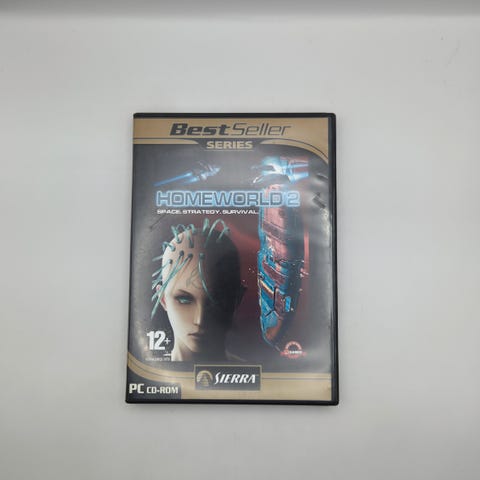 BestSeller
SERIES
HOMEWORLD 2
SPACE. STRATEGY. SURVIVAL.
12+
SIERRA
PC CD-ROM